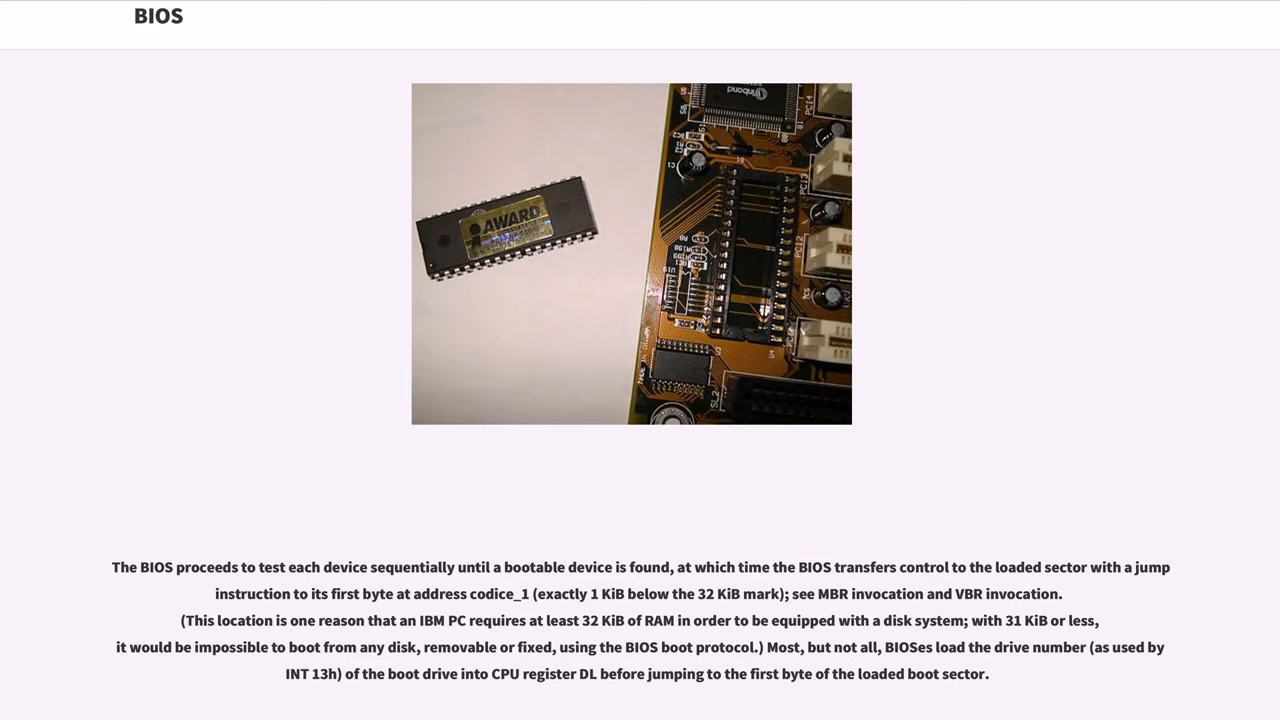 BIOS
AWARD
Winbond
PCI4
PCI3
PCI2
SL2
The BIOS proceeds to test each device sequentially until a bootable device is found, at which time the BIOS transfers control to the loaded sector with a jump
instruction to its first byte at address codice_1 (exactly 1 KiB below the 32 KiB mark); see MBR invocation and VBR invocation.
(This location is one reason that an IBM PC requires at least 32 KiB of RAM in order to be equipped with a disk system; with 31 KiB or less,
it would be impossible to boot from any disk, removable or fixed, using the BIOS boot protocol.) Most, but not all, BIOSes load the drive number (as used by
INT 13h) of the boot drive into CPU register DL before jumping to the first byte of the loaded boot sector.